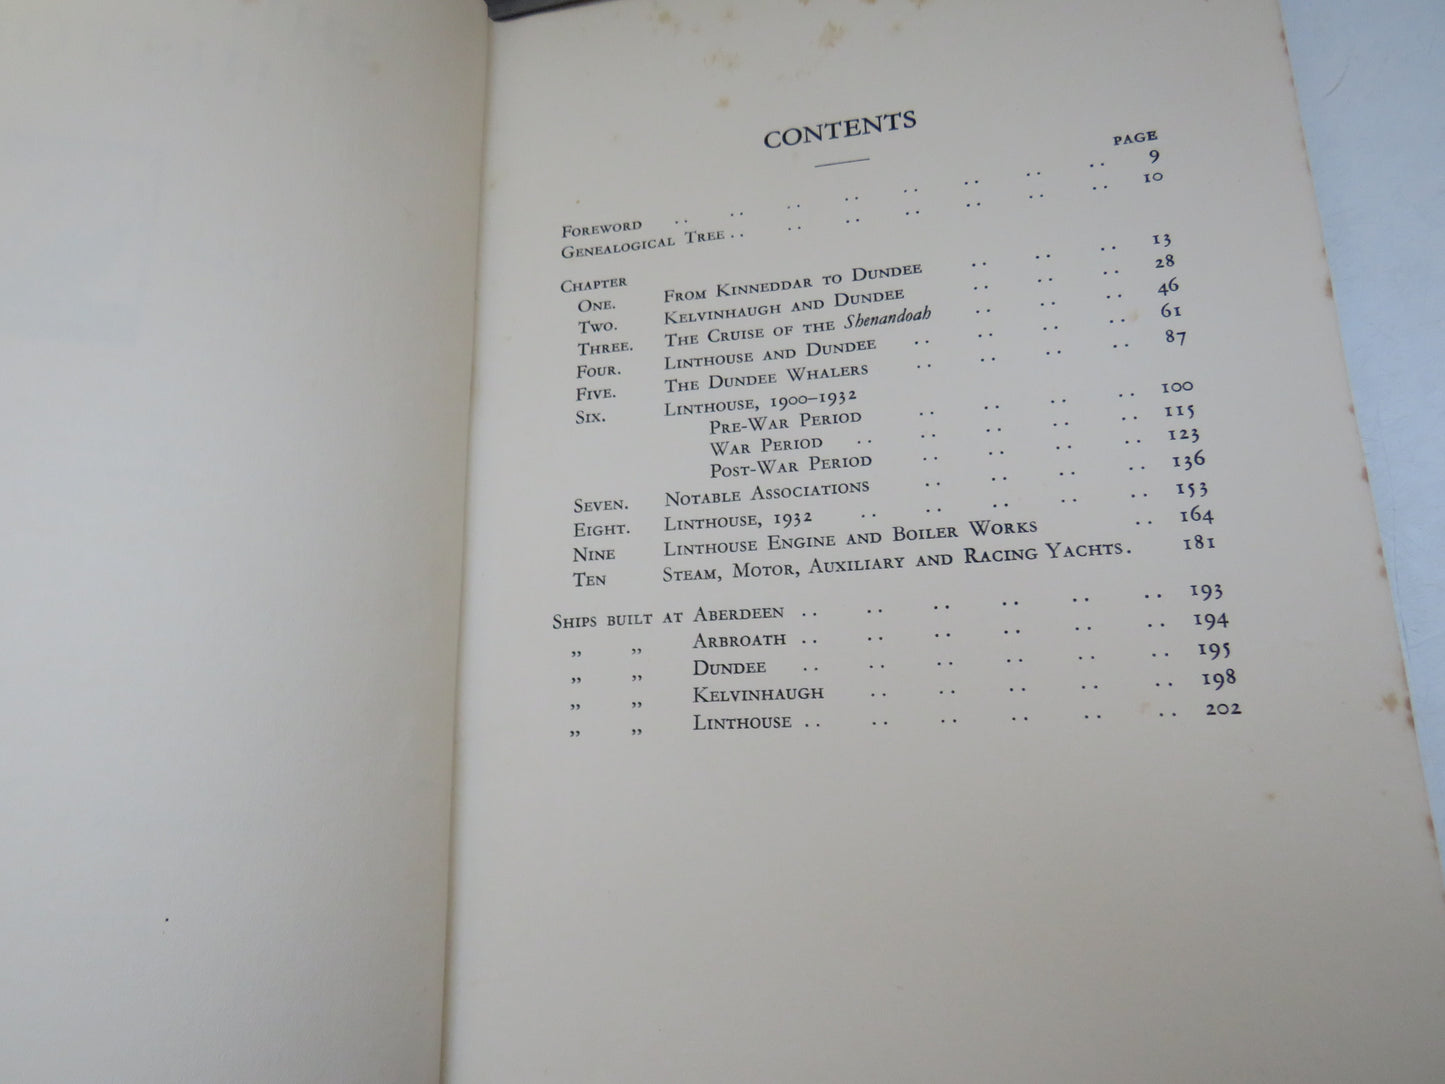 CONTENTS
PAGE
FOREWORD .. .. .. .. .. .. .. .. 9
GENEALOGICAL TREE .. .. .. .. .. .. .. 10
CHAPTER
ONE. FROM KINNEDDAR TO DUNDEE .. .. .. 13
TWO. KELVINHAUGH AND DUNDEE .. .. .. 28
THREE. THE CRUISE OF THE Shenandoah .. .. .. 46
FOUR. LINTHOUSE AND DUNDEE .. .. .. .. 61
FIVE. THE DUNDEE WHALERS .. .. .. .. 87
SIX. LINTHOUSE, 1900–1932
PRE-WAR PERIOD .. .. .. .. 100
WAR PERIOD .. .. .. .. .. 115
POST-WAR PERIOD .. .. .. .. 123
SEVEN. NOTABLE ASSOCIATIONS .. .. .. .. 136
EIGHT. LINTHOUSE, 1932 .. .. .. .. .. 153
NINE LINTHOUSE ENGINE AND BOILER WORKS .. 164
TEN STEAM, MOTOR, AUXILIARY AND RACING YACHTS . 181
SHIPS BUILT AT ABERDEEN .. .. .. .. .. .. 193
„ „ ARBROATH .. .. .. .. .. .. 194
„ „ DUNDEE .. .. .. .. .. .. 195
„ „ KELVINHAUGH .. .. .. .. .. 198
„ „ LINTHOUSE .. .. .. .. .. .. 202